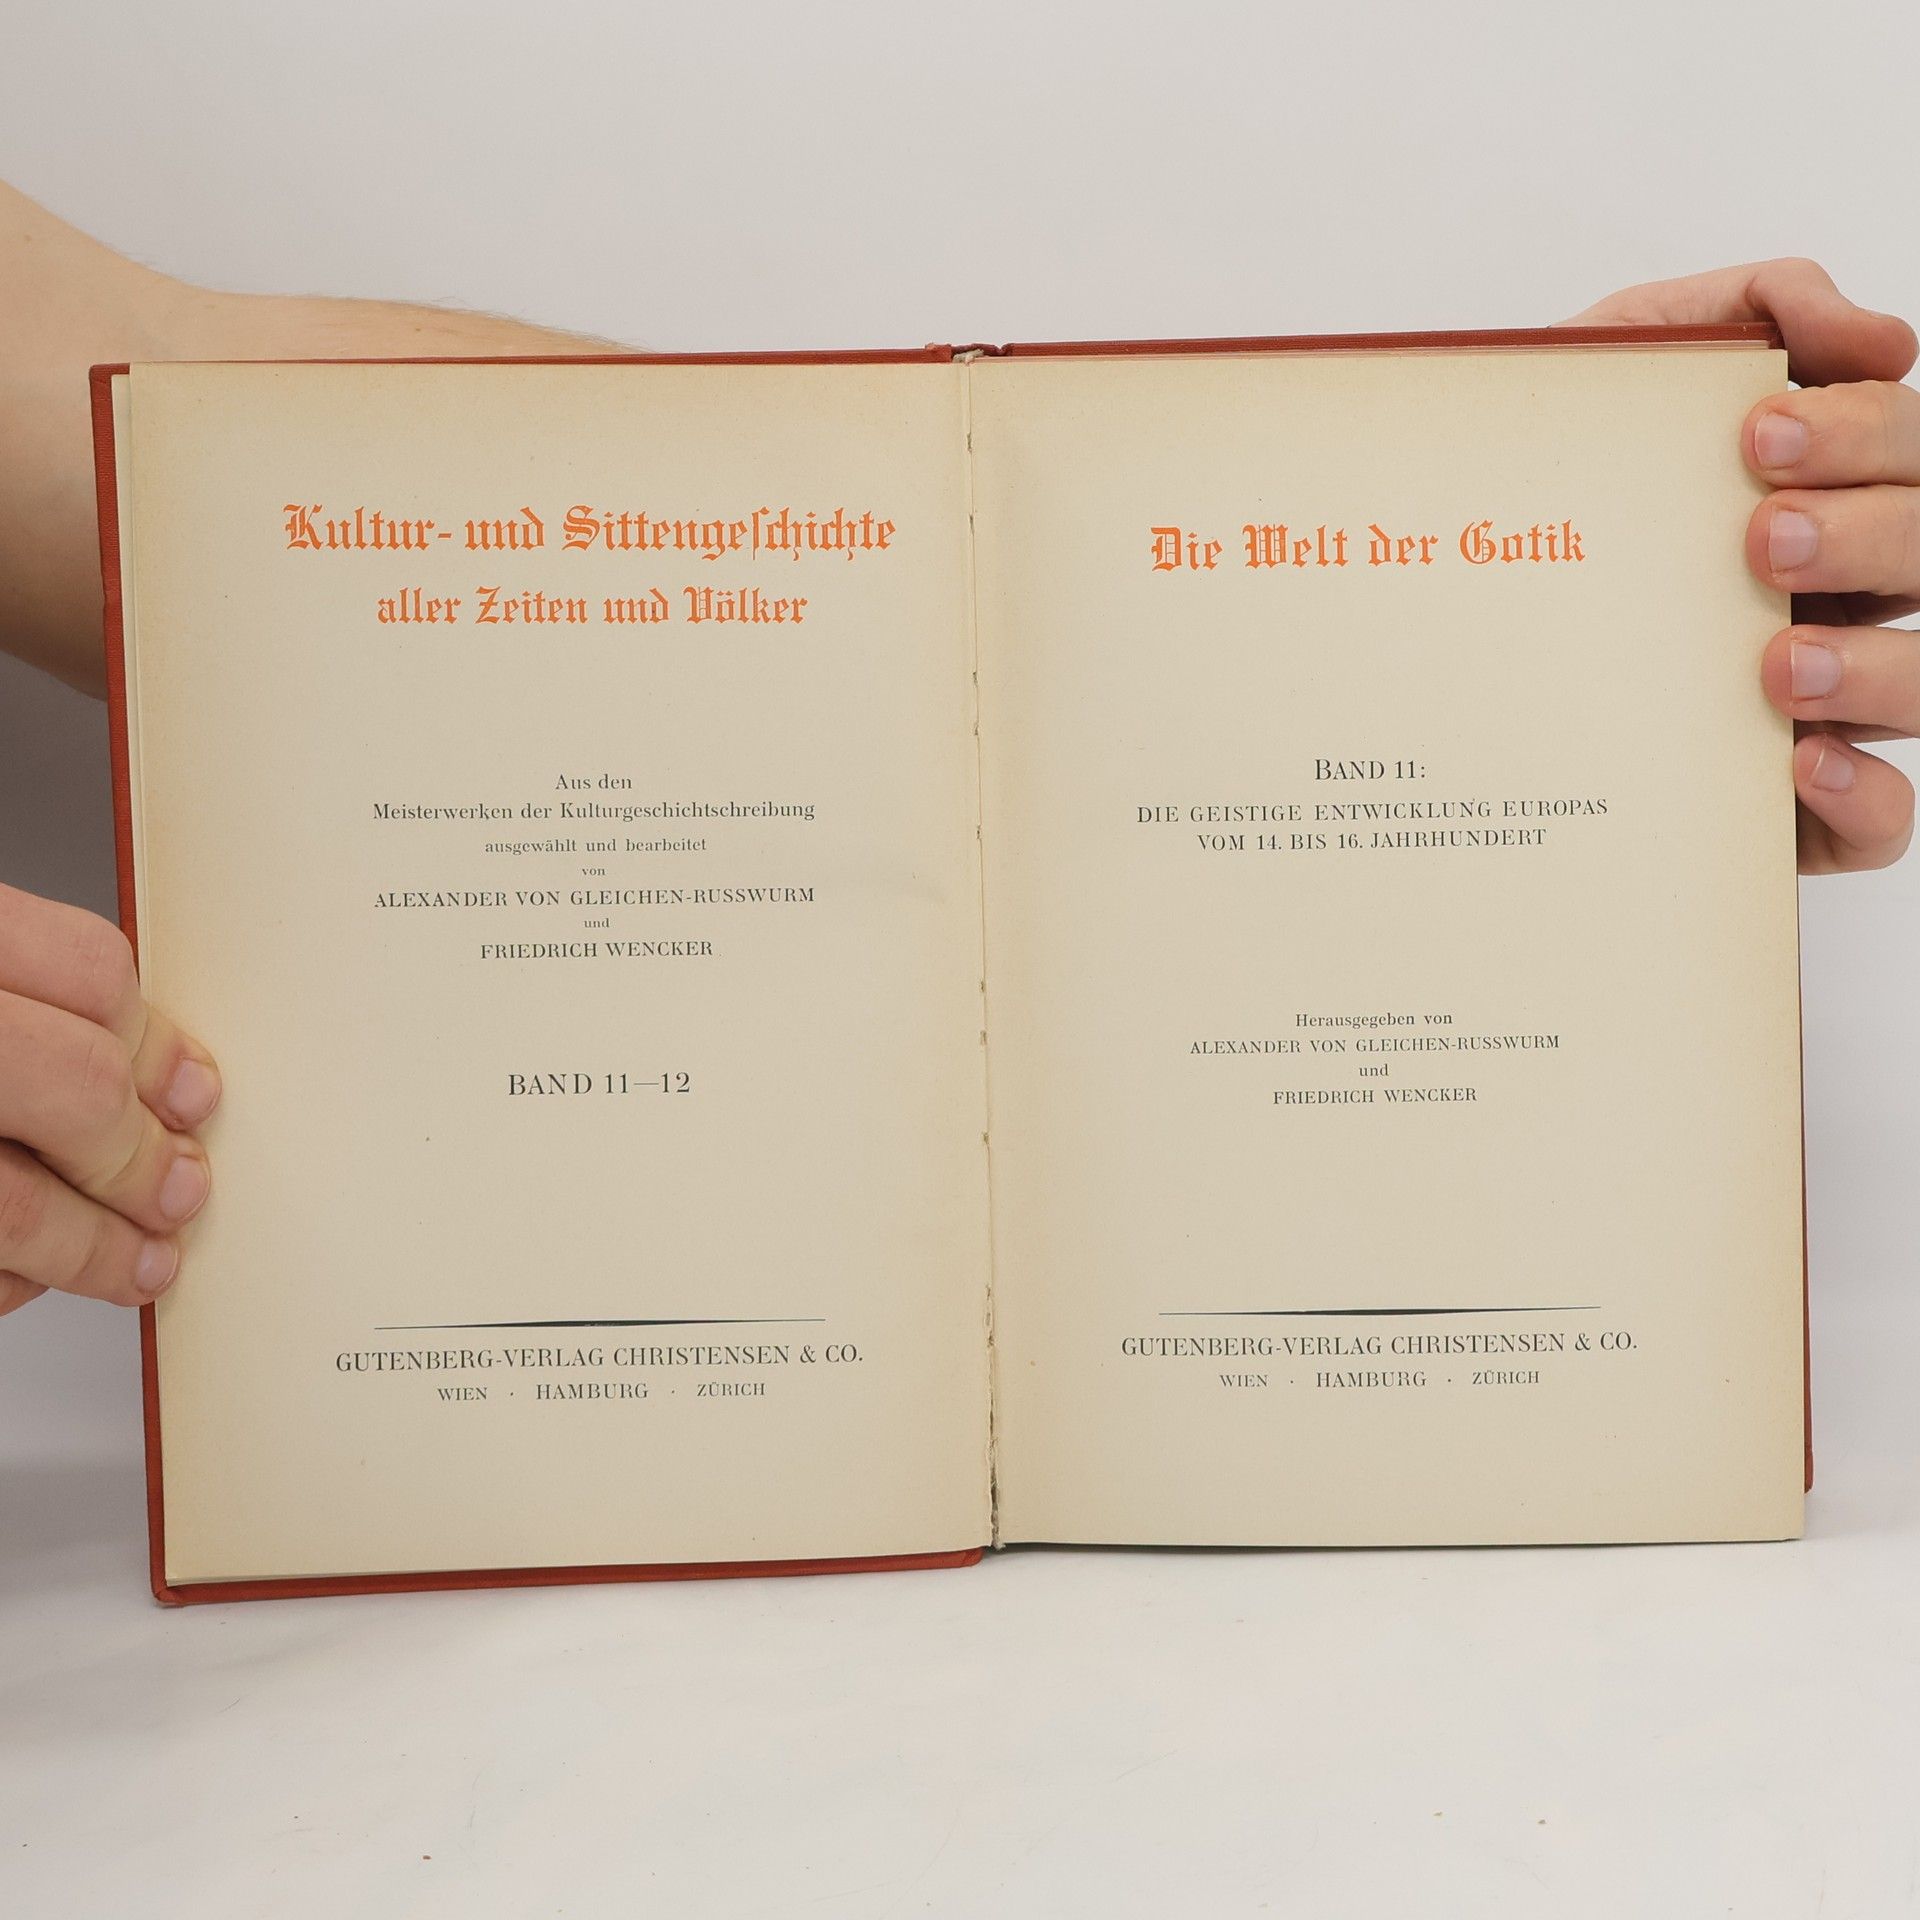 Kultur- und Sittengeſchichte
aller Zeiten und Völker
Aus den
Meisterwerken der Kulturgeschichtschreibung
ausgewählt und bearbeitet
von
ALEXANDER VON GLEICHEN-RUSSWURM
und
FRIEDRICH WENCKER
BAND 11—12
GUTENBERG-VERLAG CHRISTENSEN & CO.
WIEN · HAMBURG · ZÜRICH
Die Welt der Gotik
BAND 11:
DIE GEISTIGE ENTWICKLUNG EUROPAS
VOM 14. BIS 16. JAHRHUNDERT
Herausgegeben von
ALEXANDER VON GLEICHEN-RUSSWURM
und
FRIEDRICH WENCKER
GUTENBERG-VERLAG CHRISTENSEN & CO.
WIEN · HAMBURG · ZÜRICH